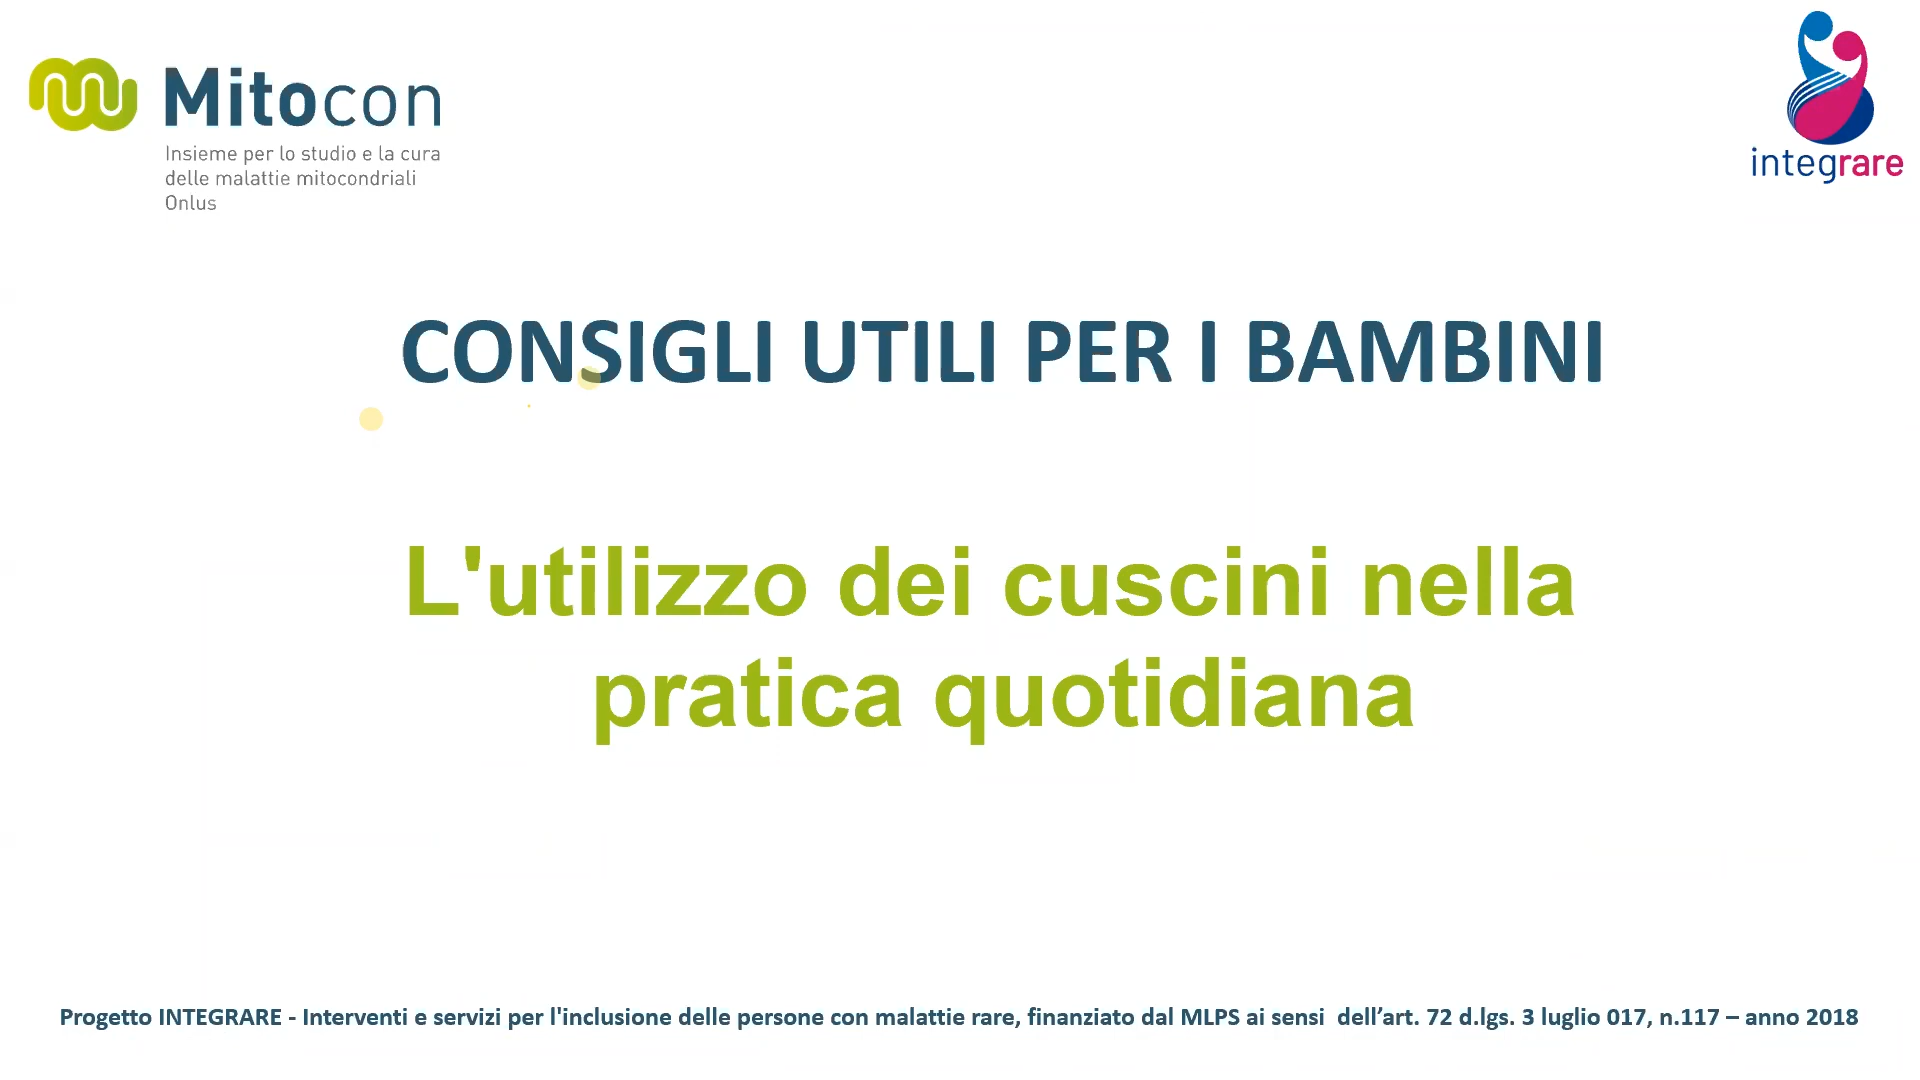 Mitocon
Insieme per lo studio e la cura
delle malattie mitocondriali
Onlus
integrare
CONSIGLI UTILI PER I BAMBINI
L'utilizzo dei cuscini nella
pratica quotidiana
Progetto INTEGRARE - Interventi e servizi per l'inclusione delle persone con malattie rare, finanziato dal MLPS ai sensi  dell’art. 72 d.lgs. 3 luglio 017, n.117 – anno 2018